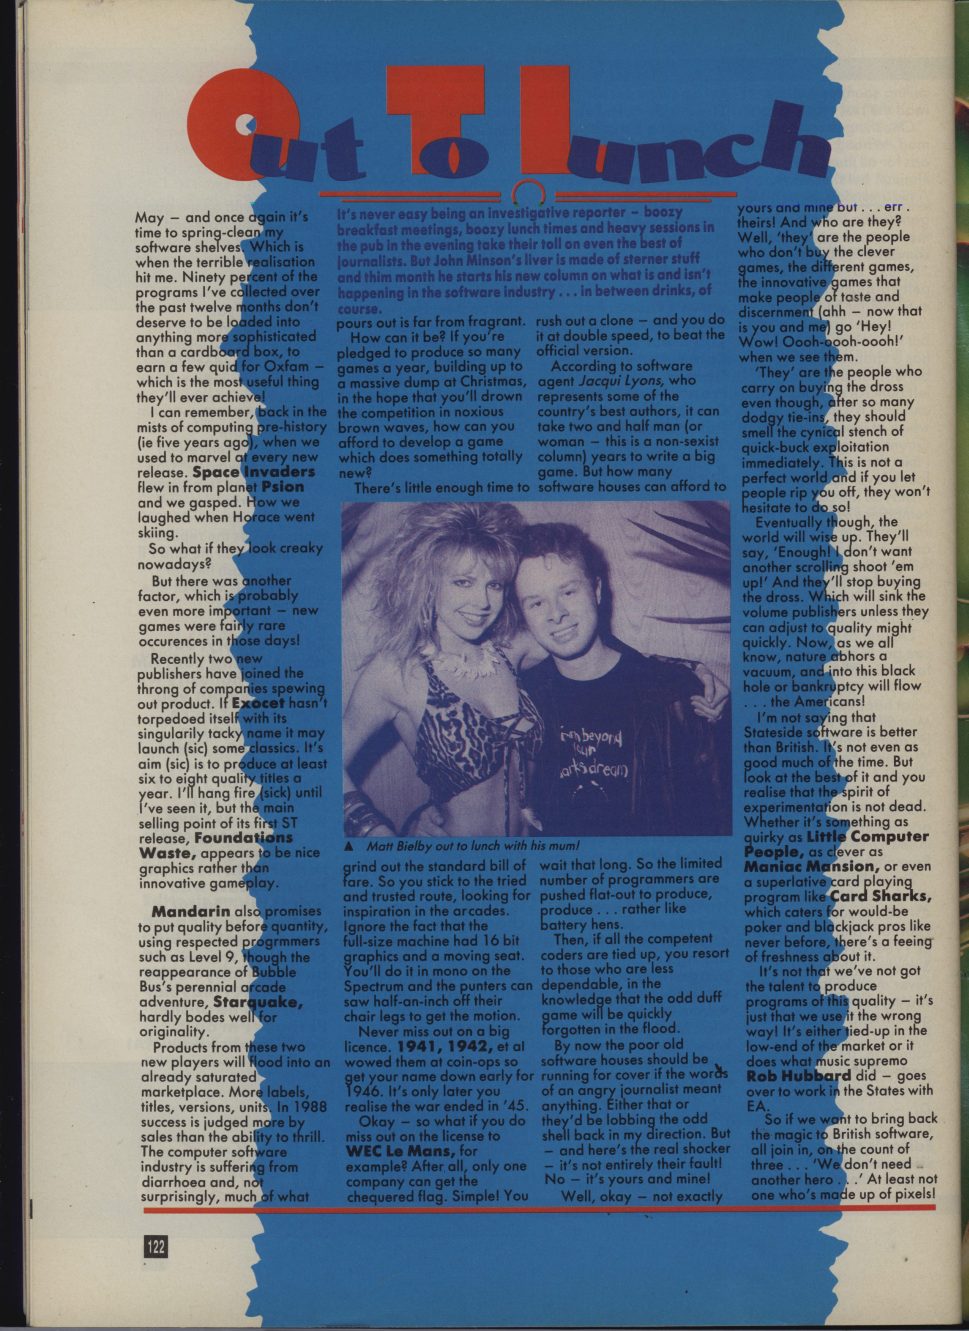 Out To Lunch
It's never easy being an investigative reporter – boozy
breakfast meetings, boozy lunch times and heavy sessions in
the pub in the evening take their toll on even the best of
journalists. But John Minson's liver is made of sterner stuff
and thim month he starts his new column on what is and isn't
happening in the software industry . . . in between drinks, of
course.
May – and once again it's
time to spring-clean my
software shelves. Which is
when the terrible realisation
hit me. Ninety percent of the
programs I've collected over
the past twelve months don't
deserve to be loaded into
anything more sophisticated
than a cardboard box, to
earn a few quid for Oxfam –
which is the most useful thing
they'll ever achieve!
I can remember, back in the
mists of computing pre-history
(ie five years ago), when we
used to marvel at every new
release. Space Invaders
flew in from planet Psion
and we gasped. How we
laughed when Horace went
skiing.
So what if they look creaky
nowadays?
But there was another
factor, which is probably
even more important – new
games were fairly rare
occurences in those days!
Recently two new
publishers have joined the
throng of companies spewing
out product. If Exocet hasn't
torpedoed itself with its
singularly tacky name it may
launch (sic) some classics. It's
aim (sic) is to produce at least
six to eight quality titles a
year. I'll hang fire (sick) until
I've seen it, but the main
selling point of its first ST
release, Foundations
Waste, appears to be nice
graphics rather than
innovative gameplay.
Mandarin also promises
to put quality before quantity,
using respected progrmmers
such as Level 9, though the
reappearance of Bubble
Bus's perennial arcade
adventure, Starquake,
hardly bodes well for
originality.
Products from these two
new players will flood into an
already saturated
marketplace. More labels,
titles, versions, units. In 1988
success is judged more by
sales than the ability to thrill.
The computer software
industry is suffering from
diarrhoea and, not
surprisingly, much of what
pours out is far from fragrant.
How can it be? If you're
pledged to produce so many
games a year, building up to
a massive dump at Christmas,
in the hope that you'll drown
the competition in noxious
brown waves, how can you
afford to develop a game
which does something totally
new?
There's little enough time to
grind out the standard bill of
fare. So you stick to the tried
and trusted route, looking for
inspiration in the arcades.
Ignore the fact that the
full-size machine had 16 bit
graphics and a moving seat.
You'll do it in mono on the
Spectrum and the punters can
saw half-an-inch off their
chair legs to get the motion.
Never miss out on a big
licence. 1941, 1942, et al
wowed them at coin-ops so
get your name down early for
1946. It's only later you
realise the war ended in '45.
Okay – so what if you do
miss out on the license to
WEC Le Mans, for
example? After all, only one
company can get the
chequered flag. Simple! You
rush out a clone – and you do
it at double speed, to beat the
official version.
According to software
agent Jacqui Lyons, who
represents some of the
country's best authors, it can
take two and half man (or
woman – this is a non-sexist
column) years to write a big
game. But how many
software houses can afford to
wait that long. So the limited
number of programmers are
pushed flat-out to produce,
produce . . . rather like
battery hens.
Then, if all the competent
coders are tied up, you resort
to those who are less
dependable, in the
knowledge that the odd duff
game will be quickly
forgotten in the flood.
By now the poor old
software houses should be
running for cover if the words
of an angry journalist meant
anything. Either that or
they'd be lobbing the odd
shell back in my direction. But
– and here's the real shocker
– it's not entirely their fault!
No – it's yours and mine!
Well, okay – not exactly
yours and mine but . . . err .
theirs! And who are they?
Well, 'they' are the people
who don't buy the clever
games, the different games,
the innovative games that
make people of taste and
discernment (ahh – now that
is you and me) go 'Hey!
Wow! Oooh-oooh-oooh!'
when we see them.
'They' are the people who
carry on buying the dross
even though, after so many
dodgy tie-ins, they should
smell the cynical stench of
quick-buck exploitation
immediately. This is not a
perfect world and if you let
people rip you off, they won't
hesitate to do so!
Eventually though, the
world will wise up. They'll
say, 'Enough! I don't want
another scrolling shoot 'em
up!' And they'll stop buying
the dross. Which will sink the
volume publishers unless they
can adjust to quality might
quickly. Now, as we all
know, nature abhors a
vacuum, and into this black
hole or bankruptcy will flow
. . . the Americans!
I'm not saying that
Stateside software is better
than British. It's not even as
good much of the time. But
look at the best of it and you
realise that the spirit of
experimentation is not dead.
Whether it's something as
quirky as Little Computer
People, as clever as
Maniac Mansion, or even
a superlative card playing
program like Card Sharks,
which caters for would-be
poker and blackjack pros like
never before, there's a feeing
of freshness about it.
It's not that we've not got
the talent to produce
programs of this quality – it's
just that we use it the wrong
way! It's either tied-up in the
low-end of the market or it
does what music supremo
Rob Hubbard did – goes
over to work in the States with
EA.
So if we want to bring back
the magic to British software,
all join in, on the count of
three . . . 'We don't need
another hero . . .' At least not
one who's made up of pixels!
beyond
dream
▲ Matt Bielby out to lunch with his mum!
122